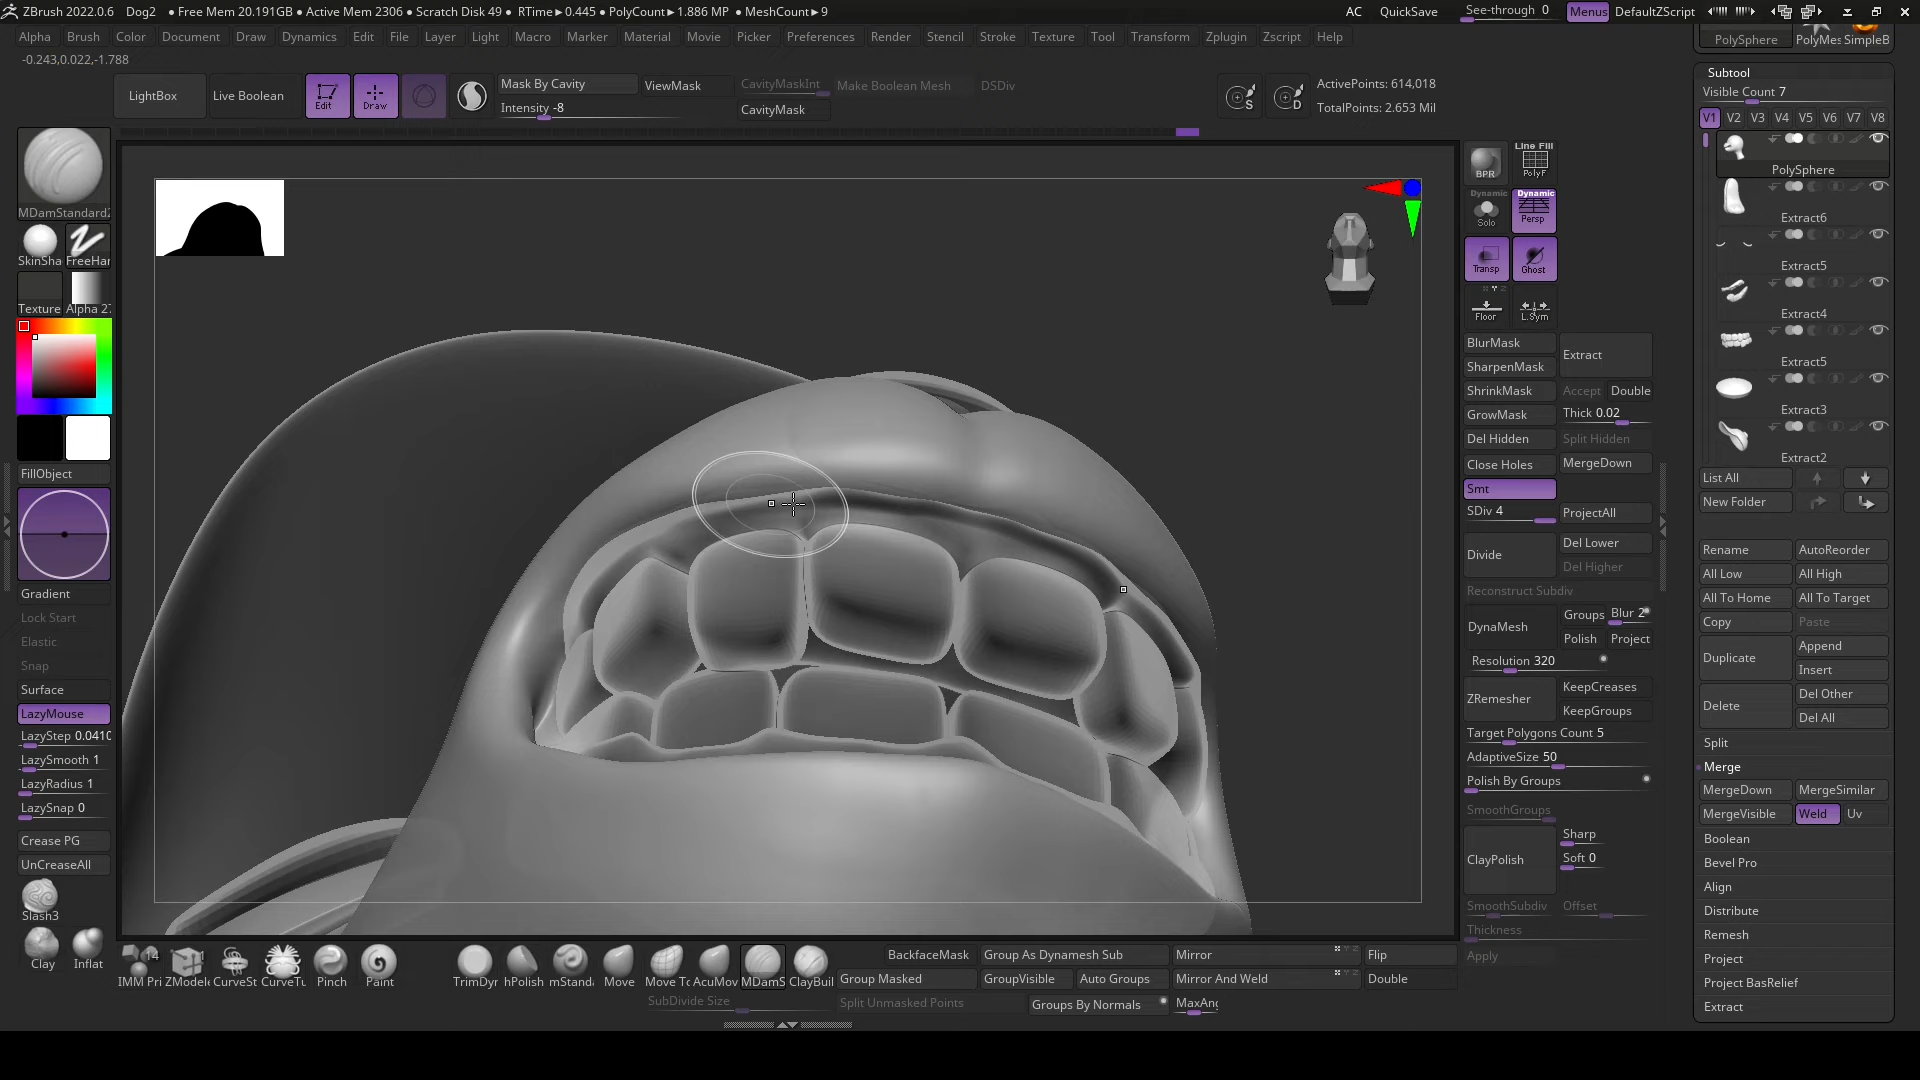 ZBrush 2022.0.6 Dog2 • Free Mem 20.191GB • Active Mem 2306 • Scratch Disk 49 • RTime►0.445 • PolyCount►1.886 MP • MeshCount►9 AC QuickSave See-through 0 Menus DefaultZScript
Alpha Brush Color Document Draw Dynamics Edit File Layer Light Macro Marker Material Movie Picker Preferences Render Stencil Stroke Texture Tool Transform Zplugin Zscript Help
PolySphere PolyMes SimpleB
-0.243,0.022,-1.788
LightBox Live Boolean Edit Draw
Mask By Cavity ViewMask CavityMaskInt Make Boolean Mesh DSDiv
Intensity -8 CavityMask
S D
ActivePoints: 614,018
TotalPoints: 2.653 Mil
Subtool
Visible Count 7
V1 V2 V3 V4 V5 V6 V7 V8
PolySphere
Extract6
Extract5
Extract4
Extract5
Extract3
Extract2
List All
New Folder
Rename AutoReorder
All Low All High
All To Home All To Target
Copy Paste
Duplicate Append
Insert
Delete Del Other
Del All
Split
Merge
MergeDown MergeSimilar
MergeVisible Weld Uv
Boolean
Bevel Pro
Align
Distribute
Remesh
Project
Project BasRelief
Extract
MDamStandard2
SkinSha FreeHan
Texture Alpha 27
FillObject
Gradient
Lock Start
Elastic
Snap
Surface
LazyMouse
LazyStep 0.0410
LazySmooth 1
LazyRadius 1
LazySnap 0
Crease PG
UnCreaseAll
Slash3
Clay Inflat
BPR Line Fill PolyF
Dynamic Solo Dynamic Persp
Transp Ghost
Floor L.Sym
BlurMask Extract
SharpenMask
ShrinkMask Accept Double
GrowMask Thick 0.02
Del Hidden Split Hidden
Close Holes MergeDown
Smt
SDiv 4 ProjectAll
Divide Del Lower
Del Higher
Reconstruct Subdiv
DynaMesh Groups Blur 2
Polish Project
Resolution 320
ZRemesher KeepCreases
KeepGroups
Target Polygons Count 5
AdaptiveSize 50
Polish By Groups
SmoothGroups
ClayPolish Sharp
Soft 0
SmoothSubdiv Offset
Thickness
Apply
14
IMM Pri ZModele CurveSt CurveTu Pinch Paint TrimDyn hPolish mStand Move Move To AcuMov MDamS ClayBuil
BackfaceMask Group As Dynamesh Sub Mirror Flip
Group Masked GroupVisible Auto Groups Mirror And Weld Double
SubDivide Size Split Unmasked Points Groups By Normals MaxAng